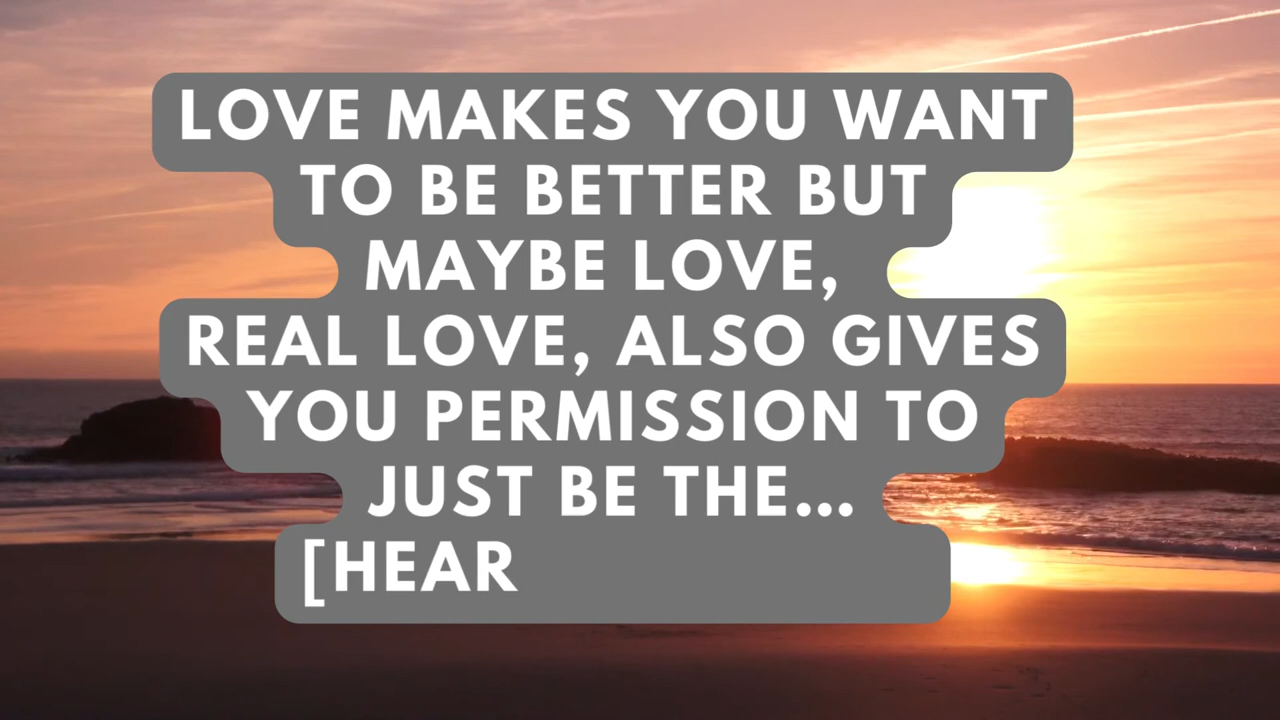 LOVE MAKES YOU WANT
TO BE BETTER BUT
MAYBE LOVE,
REAL LOVE, ALSO GIVES
YOU PERMISSION TO
JUST BE THE...
[HEAR